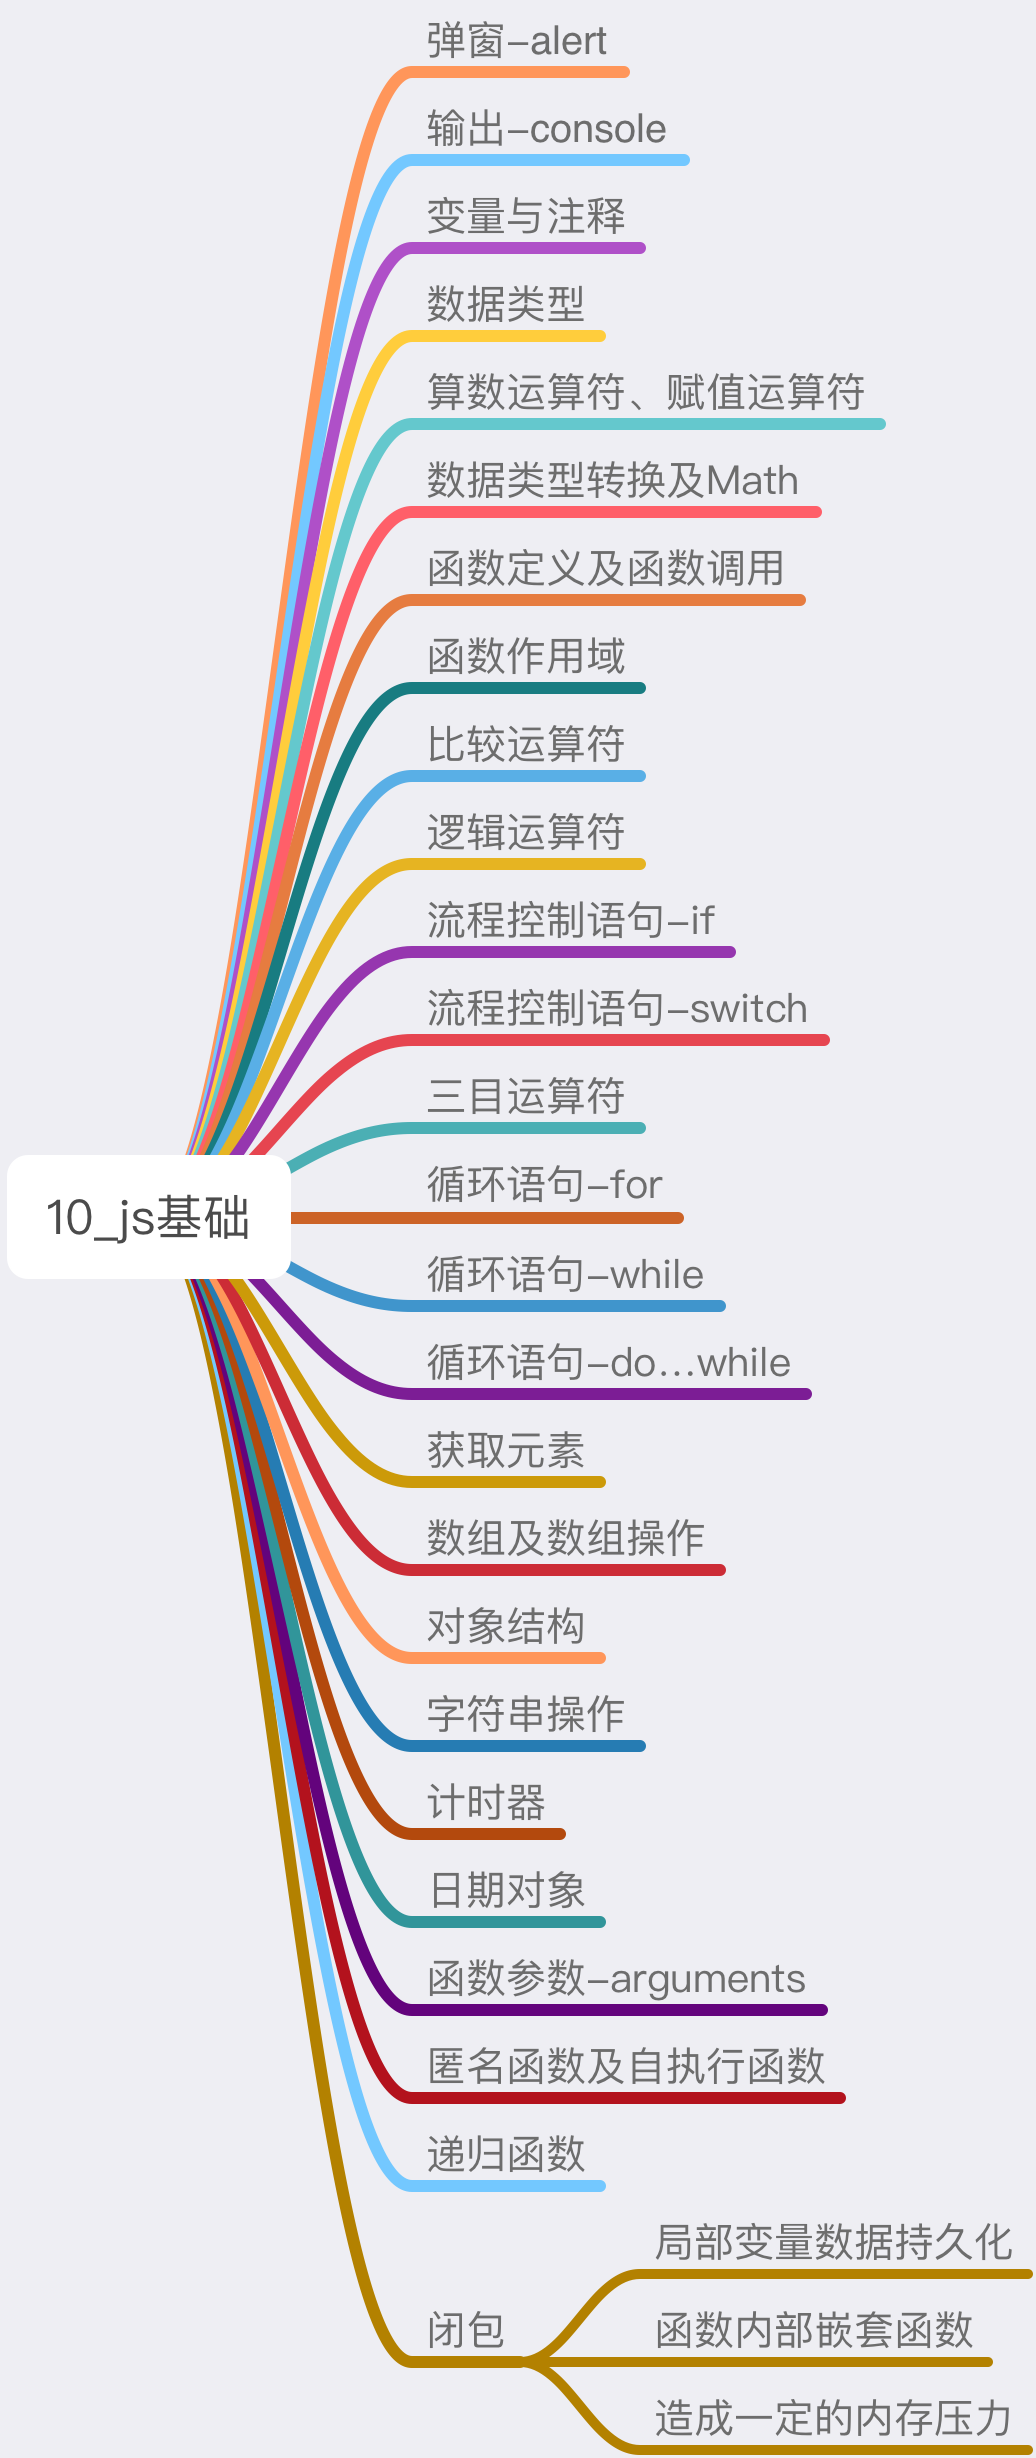 弹窗-alert
输出-console
变量与注释
数据类型
算数运算符、赋值运算符
数据类型转换及Math
函数定义及函数调用
函数作用域
比较运算符
逻辑运算符
流程控制语句-if
流程控制语句-switch
三目运算符
10_js基础
循环语句-for
循环语句-while
循环语句-do...while
获取元素
数组及数组操作
对象结构
字符串操作
计时器
日期对象
函数参数-arguments
匿名函数及自执行函数
递归函数
闭包
局部变量数据持久化
函数内部嵌套函数
造成一定的内存压力